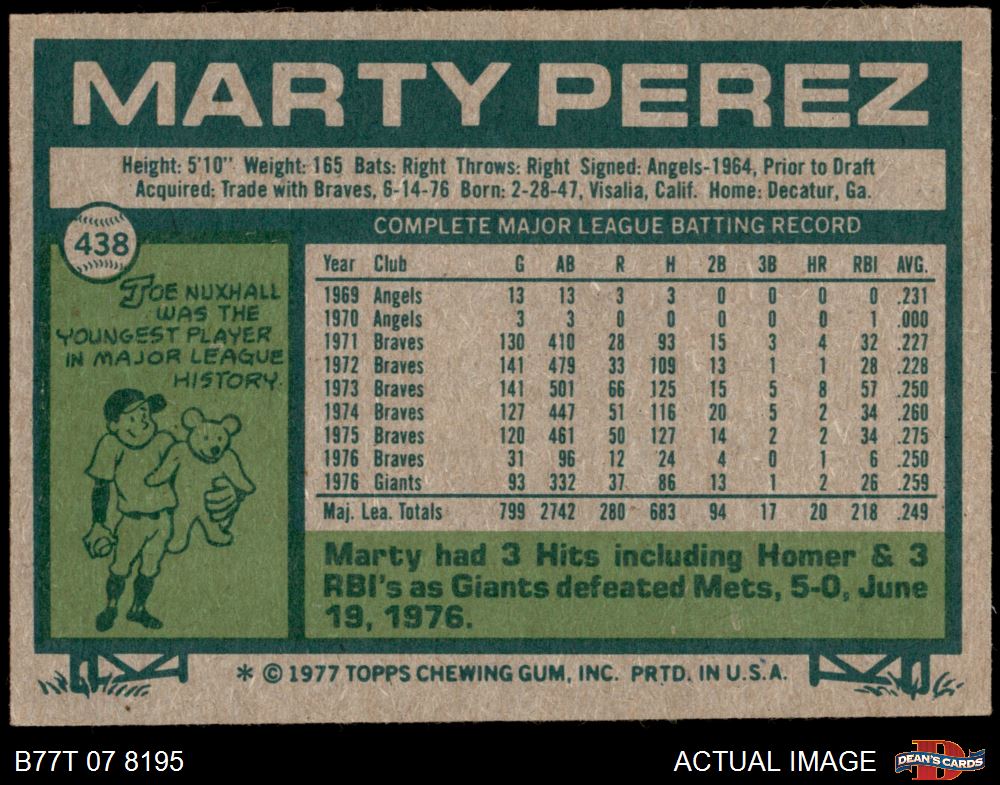 MARTY PEREZ
Height: 5'10" Weight: 165 Bats: Right Throws: Right Signed: Angels-1964, Prior to Draft
Acquired: Trade with Braves, 6-14-76 Born: 2-28-47, Visalia, Calif. Home: Decatur, Ga.
438
JOE NUXHALL
WAS THE
YOUNGEST PLAYER
IN MAJOR LEAGUE
HISTORY.
COMPLETE MAJOR LEAGUE BATTING RECORD
Year Club G AB R H 2B 3B HR RBI AVG.
1969 Angels 13 13 3 3 0 0 0 0 .231
1970 Angels 3 3 0 0 0 0 0 1 .000
1971 Braves 130 410 28 93 15 3 4 32 .227
1972 Braves 141 479 33 109 13 1 1 28 .228
1973 Braves 141 501 66 125 15 5 8 57 .250
1974 Braves 127 447 51 116 20 5 2 34 .260
1975 Braves 120 461 50 127 14 2 2 34 .275
1976 Braves 31 96 12 24 4 0 1 6 .250
1976 Giants 93 332 37 86 13 1 2 26 .259
Maj. Lea. Totals 799 2742 280 683 94 17 20 218 .249
Marty had 3 Hits including Homer & 3
RBI's as Giants defeated Mets, 5-0, June
19, 1976.
* © 1977 TOPPS CHEWING GUM, INC. PRTD. IN U.S.A.
B77T 07 8195
ACTUAL IMAGE
D
DEAN'S CARDS